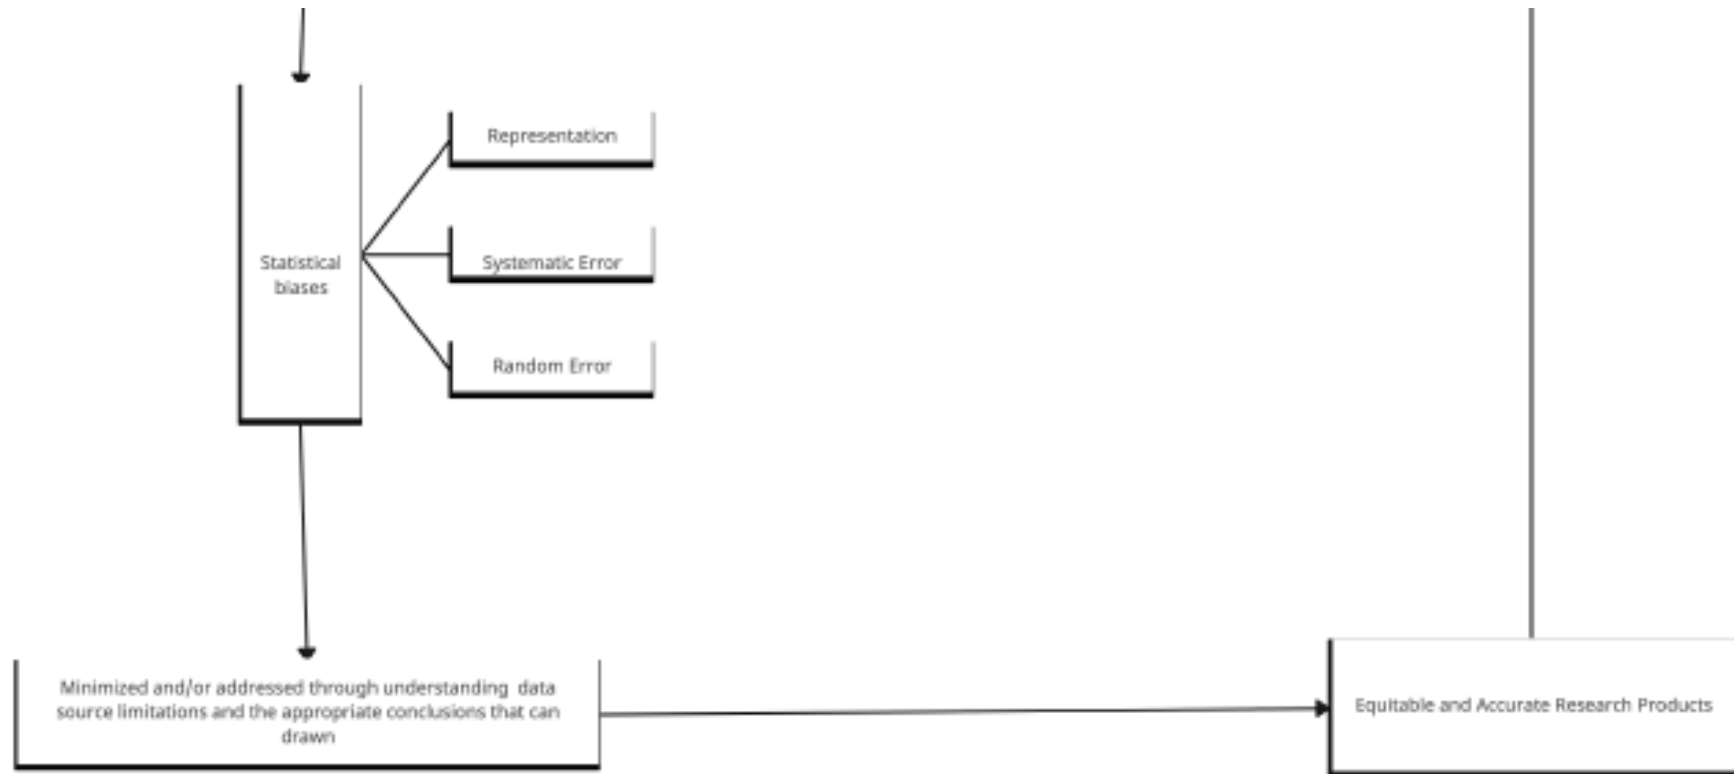 Representation
Systematic Error
Statistical
biases
Random Error
Minimized and/or addressed through understanding  data
source limitations and the appropriate conclusions that can
drawn
Equitable and Accurate Research Products